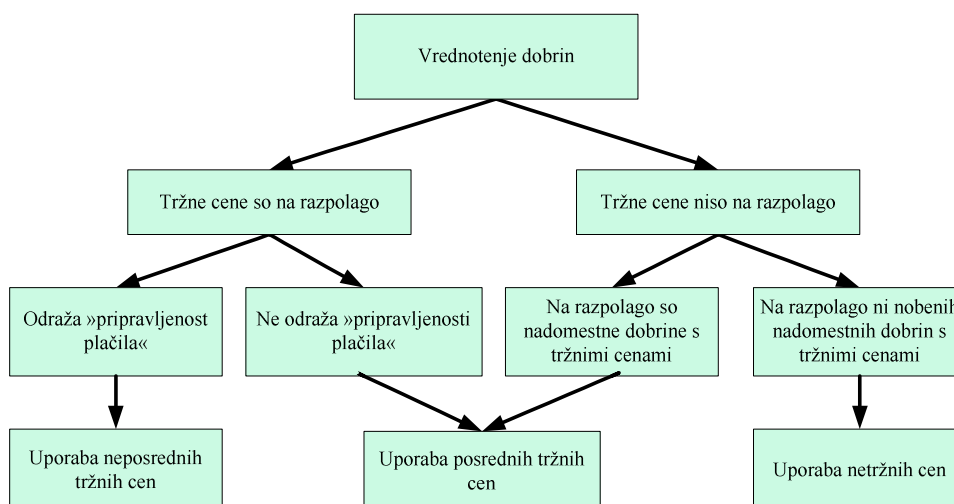 Vrednotenje dobrin
Tržne cene so na razpolago
Tržne cene niso na razpolago
Odraža »pripravljenost
plačila«
Ne odraža »pripravljenosti
plačila«
Na razpolago so
nadomestne dobrine s
tržnimi cenami
Na razpolago ni nobenih
nadomestnih dobrin s
tržnimi cenami
Uporaba neposrednih
tržnih cen
Uporaba posrednih tržnih
cen
Uporaba netržnih cen